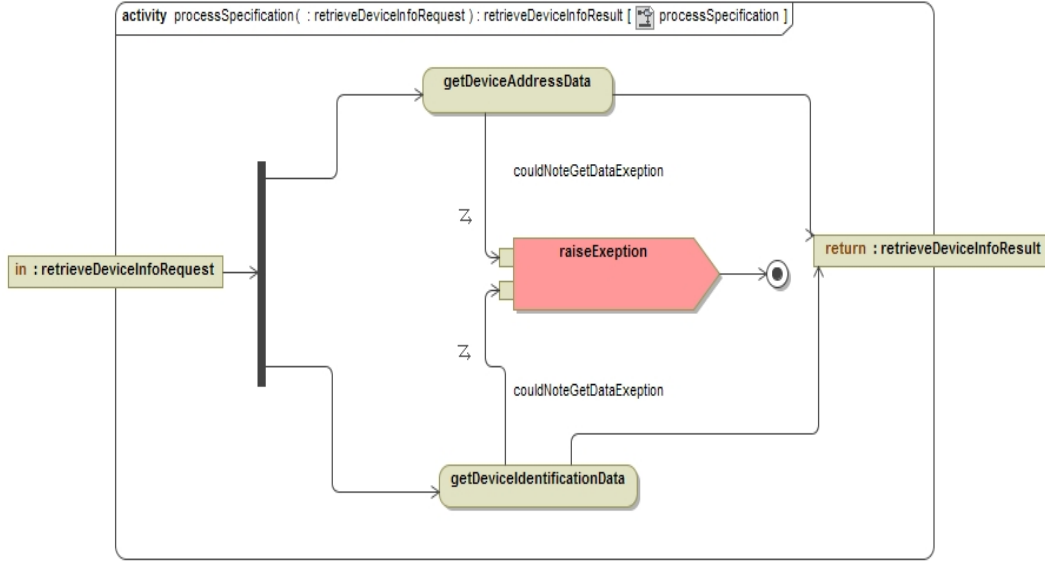 activity processSpecification( : retrieveDeviceInfoRequest ) : retrieveDeviceInfoResult [ processSpecification ]
getDeviceAddressData
couldNoteGetDataExeption
in : retrieveDeviceInfoRequest
raiseExeption
return : retrieveDeviceInfoResult
couldNoteGetDataExeption
getDeviceIdentificationData